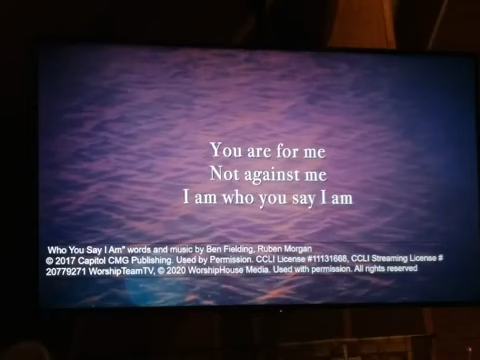 You are for me
Not against me
I am who you say I am
Who You Say I Am" words and music by Ben Fielding, Ruben Morgan
© 2017 Capitol CMG Publishing. Used by Permission. CCLI License #11131668, CCLI Streaming License #
20779271 WorshipTeamTV, © 2020 WorshipHouse Media. Used with permission. All rights reserved